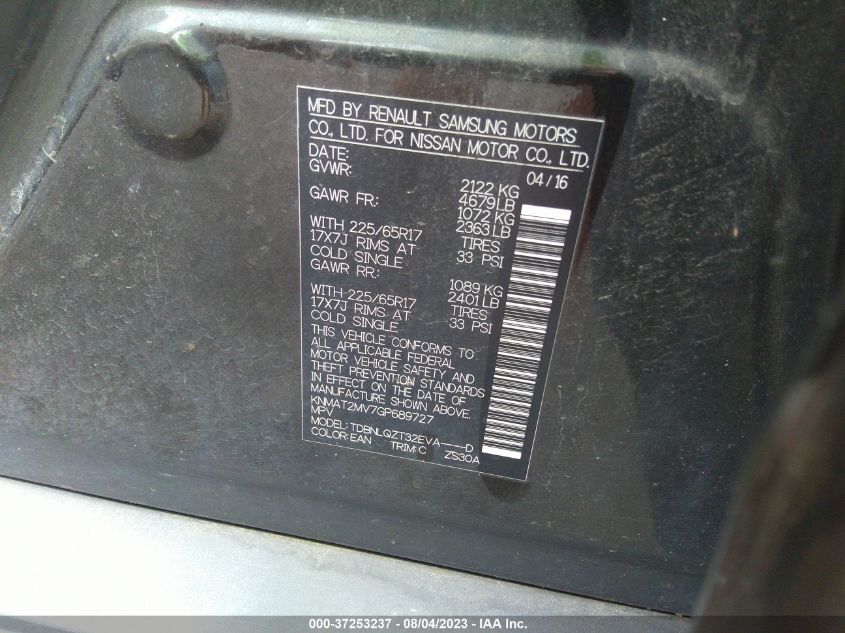 MFD BY RENAULT SAMSUNG MOTORS
CO., LTD. FOR NISSAN MOTOR CO., LTD.
DATE: 04/16
GVWR: 2122 KG
4679 LB
GAWR FR: 1072 KG
2363 LB
WITH 225/65R17 TIRES
17X7J RIMS AT 33 PSI
COLD SINGLE
GAWR RR: 1089 KG
2401 LB
WITH 225/65R17 TIRES
17X7J RIMS AT 33 PSI
COLD SINGLE
THIS VEHICLE CONFORMS TO
ALL APPLICABLE FEDERAL
MOTOR VEHICLE SAFETY AND
THEFT PREVENTION STANDARDS
IN EFFECT ON THE DATE OF
MANUFACTURE SHOWN ABOVE.
KNMAT2MV7GP689727
MPV
MODEL: TDBNLQZT32EVA----D
COLOR: EAN TRIM: C ZS30A
000-37253237 - 08/04/2023 - IAA Inc.